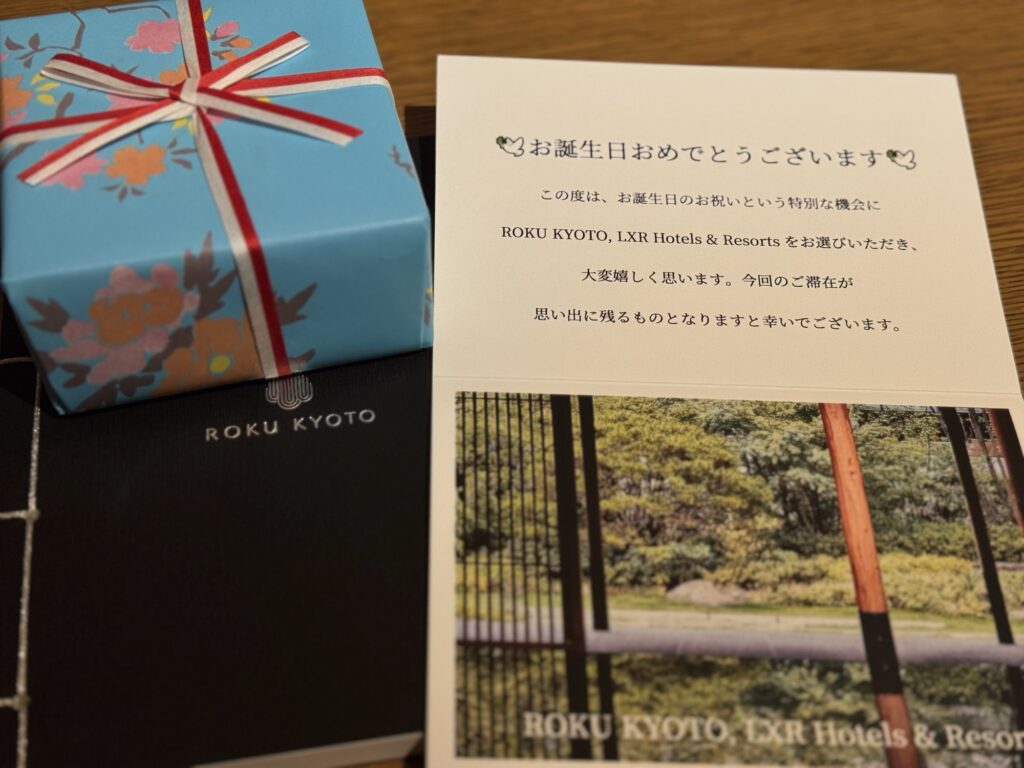 お誕生日おめでとうございます
この度は、お誕生日のお祝いという特別な機会に
ROKU KYOTO, LXR Hotels & Resorts をお選びいただき、
大変嬉しく思います。今回のご滞在が
思い出に残るものとなりますと幸いでございます。
ROKU KYOTO
ROKU KYOTO, LXR Hotels & Resor